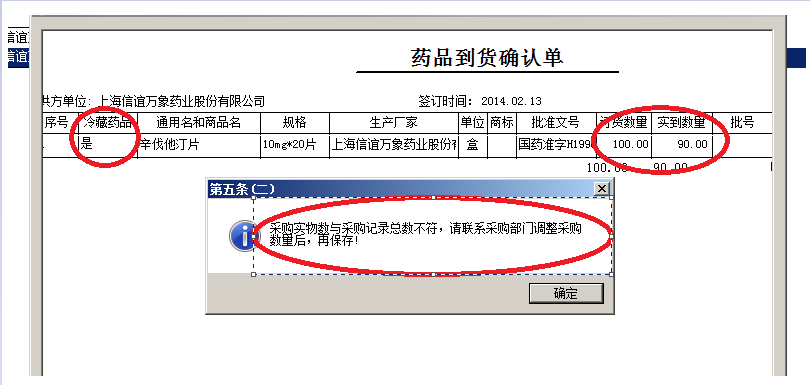 药品到货确认单
信谊
信谊
供方单位: 上海信谊万象药业股份有限公司 签订时间: 2014.02.13
序号 冷藏药品 通用名和商品名 规格 生产厂家 单位 商标 批准文号 订货数量 实到数量 批号
是 辛伐他汀片 10mg*20片 上海信谊万象药业股份 盒 国药准字H199 100.00 90.00
100.00 90.00
第五条(二)
采购实物数与采购记录总数不符，请联系采购部门调整采购
数量后，再保存!
确定